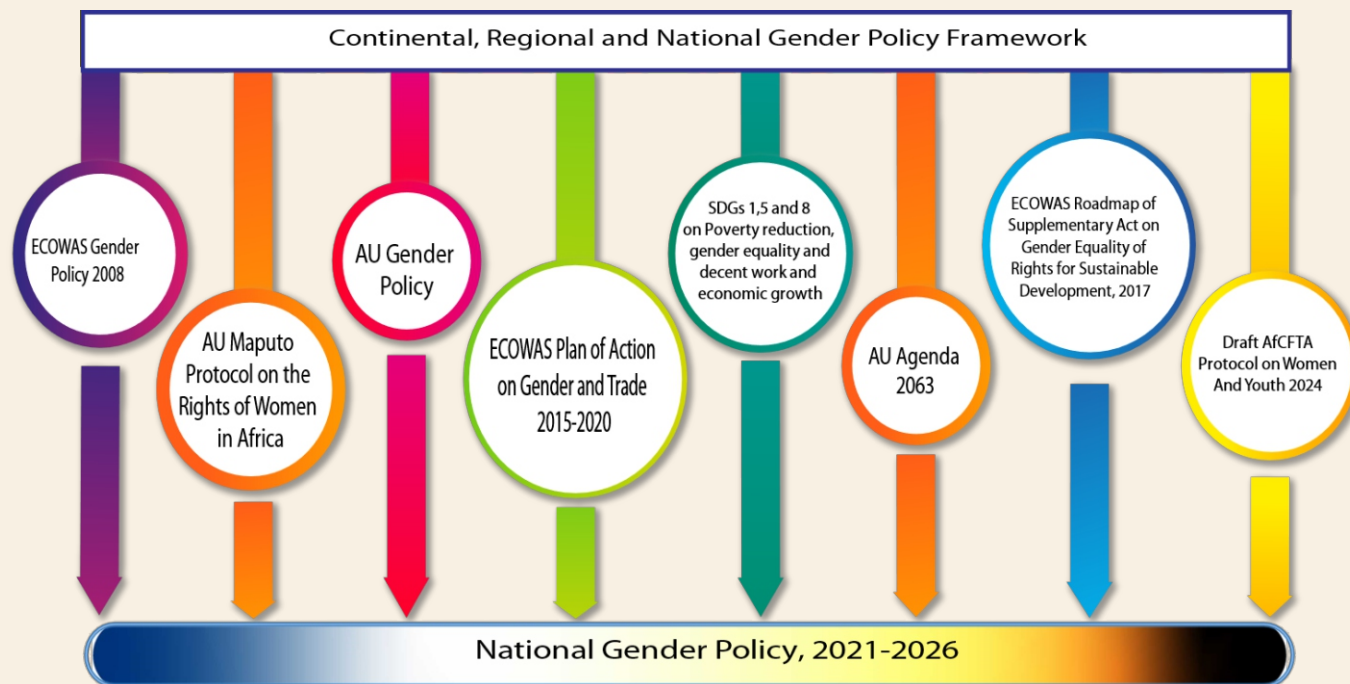 Continental, Regional and National Gender Policy Framework
ECOWAS Gender
Policy 2008
AU Maputo
Protocol on the
Rights of Women
in Africa
AU Gender
Policy
ECOWAS Plan of Action
on Gender and Trade
2015-2020
SDGs 1,5 and 8
on Poverty reduction,
gender equality and
decent work and
economic growth
AU Agenda
2063
ECOWAS Roadmap of
Supplementary Act on
Gender Equality of
Rights for Sustainable
Development, 2017
Draft AfCFTA
Protocol on Women
And Youth 2024
National Gender Policy, 2021-2026